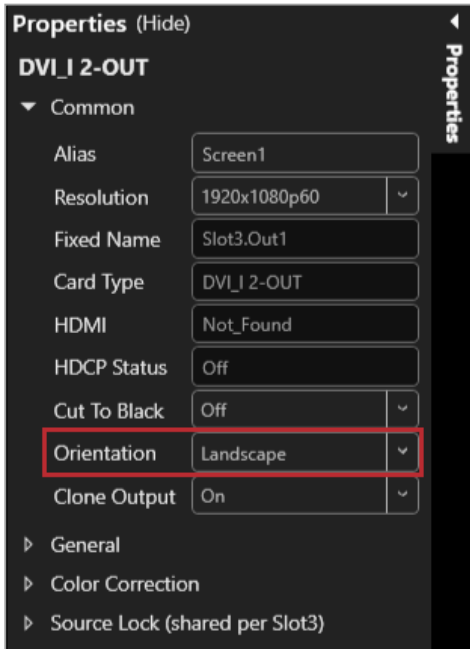 Properties (Hide)
Properties
DVI_I 2-OUT
Common
Alias Screen1
Resolution 1920x1080p60
Fixed Name Slot3.Out1
Card Type DVI_I 2-OUT
HDMI Not_Found
HDCP Status Off
Cut To Black Off
Orientation Landscape
Clone Output On
General
Color Correction
Source Lock (shared per Slot3)